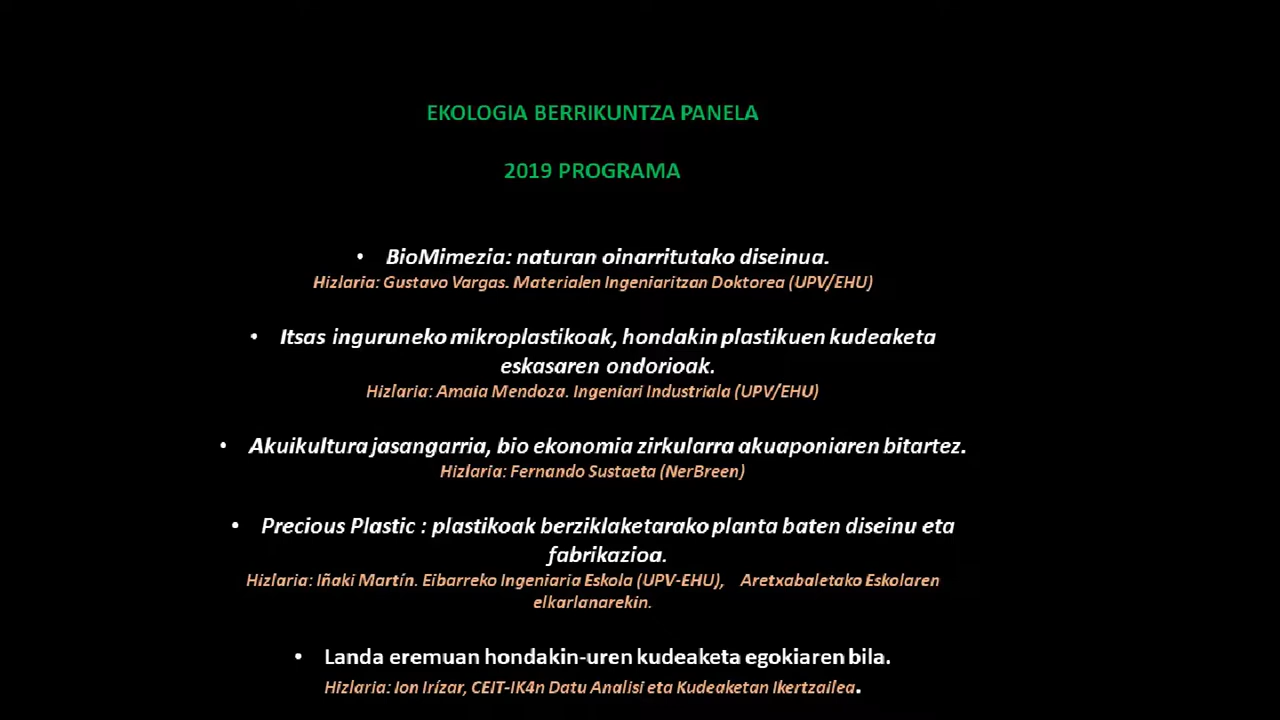 EKOLOGIA BERRIKUNTZA PANELA
2019 PROGRAMA
• BioMimezia: naturan oinarritutako diseinua.
Hizlaria: Gustavo Vargas. Materialen Ingeniaritzan Doktorea (UPV/EHU)
• Itsas inguruneko mikroplastikoak, hondakin plastikuen kudeaketa
eskasaren ondorioak.
Hizlaria: Amaia Mendoza. Ingeniari Industriala (UPV/EHU)
• Akuikultura jasangarria, bio ekonomia zirkularra akuaponiaren bitartez.
Hizlaria: Fernando Sustaeta (NerBreen)
• Precious Plastic : plastikoak berziklaketarako planta baten diseinu eta
fabrikazioa.
Hizlaria: Iñaki Martín. Eibarreko Ingeniaria Eskola (UPV-EHU), Aretxabaletako Eskolaren
elkarlanarekin.
• Landa eremuan hondakin-uren kudeaketa egokiaren bila.
Hizlaria: Ion Irízar, CEIT-IK4n Datu Analisi eta Kudeaketan Ikertzailea.